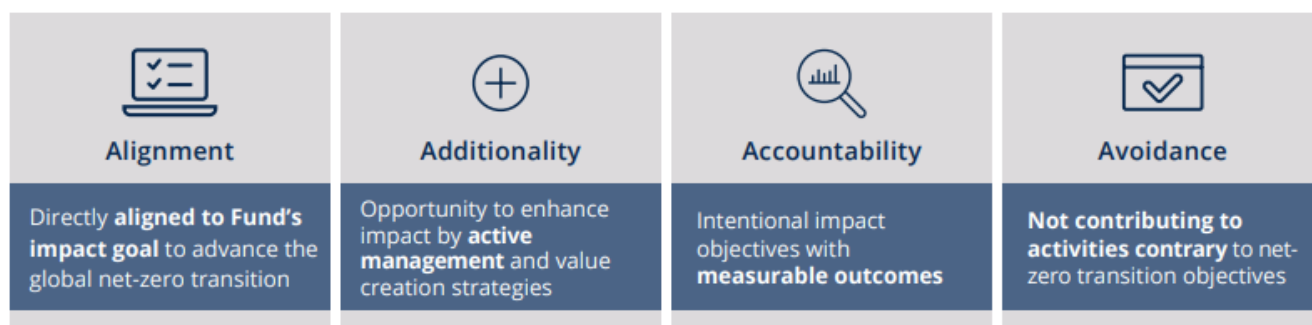 Alignment
Directly aligned to Fund's
impact goal to advance the
global net-zero transition
Additionality
Opportunity to enhance
impact by active
management and value
creation strategies
Accountability
Intentional impact
objectives with
measurable outcomes
Avoidance
Not contributing to
activities contrary to net-
zero transition objectives